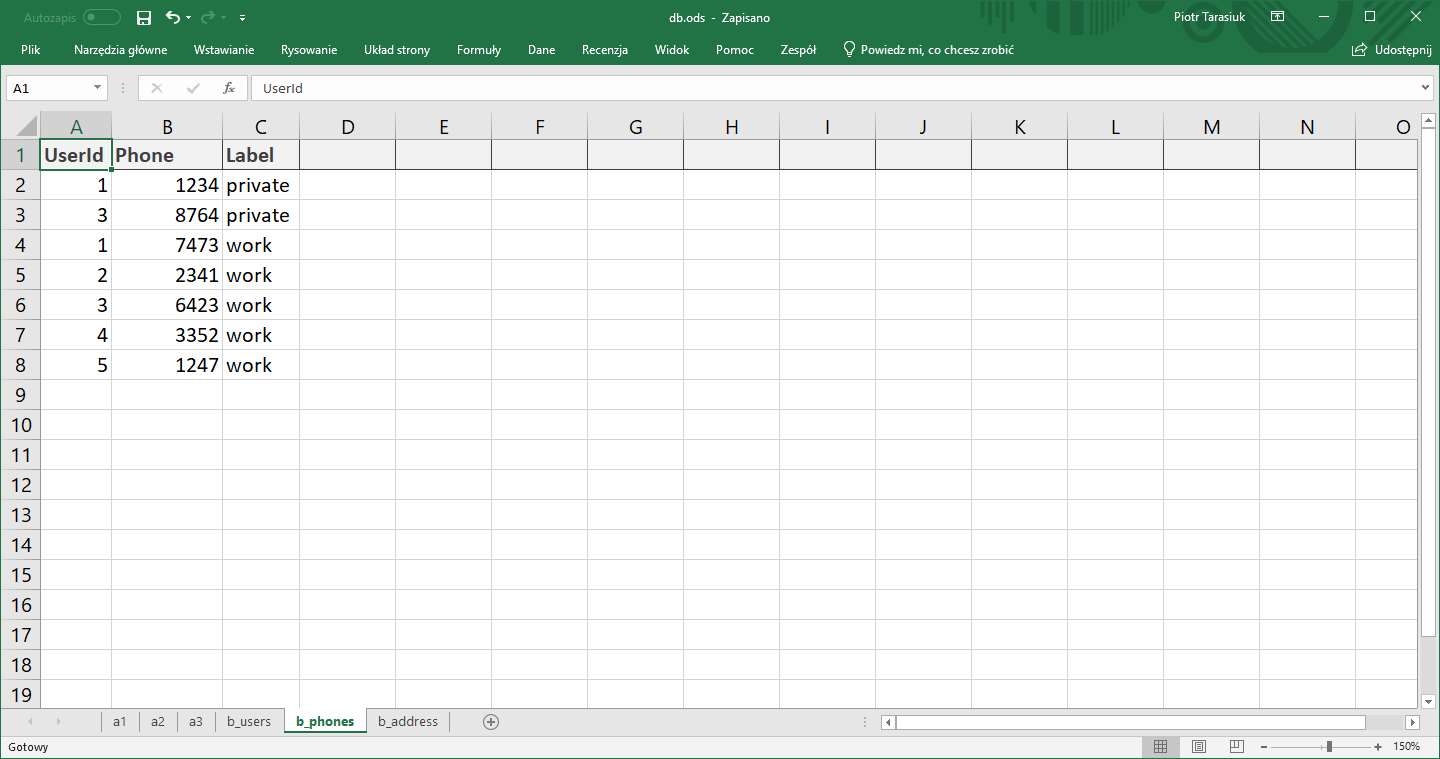 Autozapis db.ods - Zapisano Piotr Tarasiuk
Plik Narzędzia główne Wstawianie Rysowanie Układ strony Formuły Dane Recenzja Widok Pomoc Zespół Powiedz mi, co chcesz zrobić Udostępnij
A1 fx UserId
A B C D E F G H I J K L M N O
1 UserId Phone Label
2 1 1234 private
3 3 8764 private
4 1 7473 work
5 2 2341 work
6 3 6423 work
7 4 3352 work
8 5 1247 work
9
10
11
12
13
14
15
16
17
18
19
a1 a2 a3 b_users b_phones b_address
Gotowy 150%